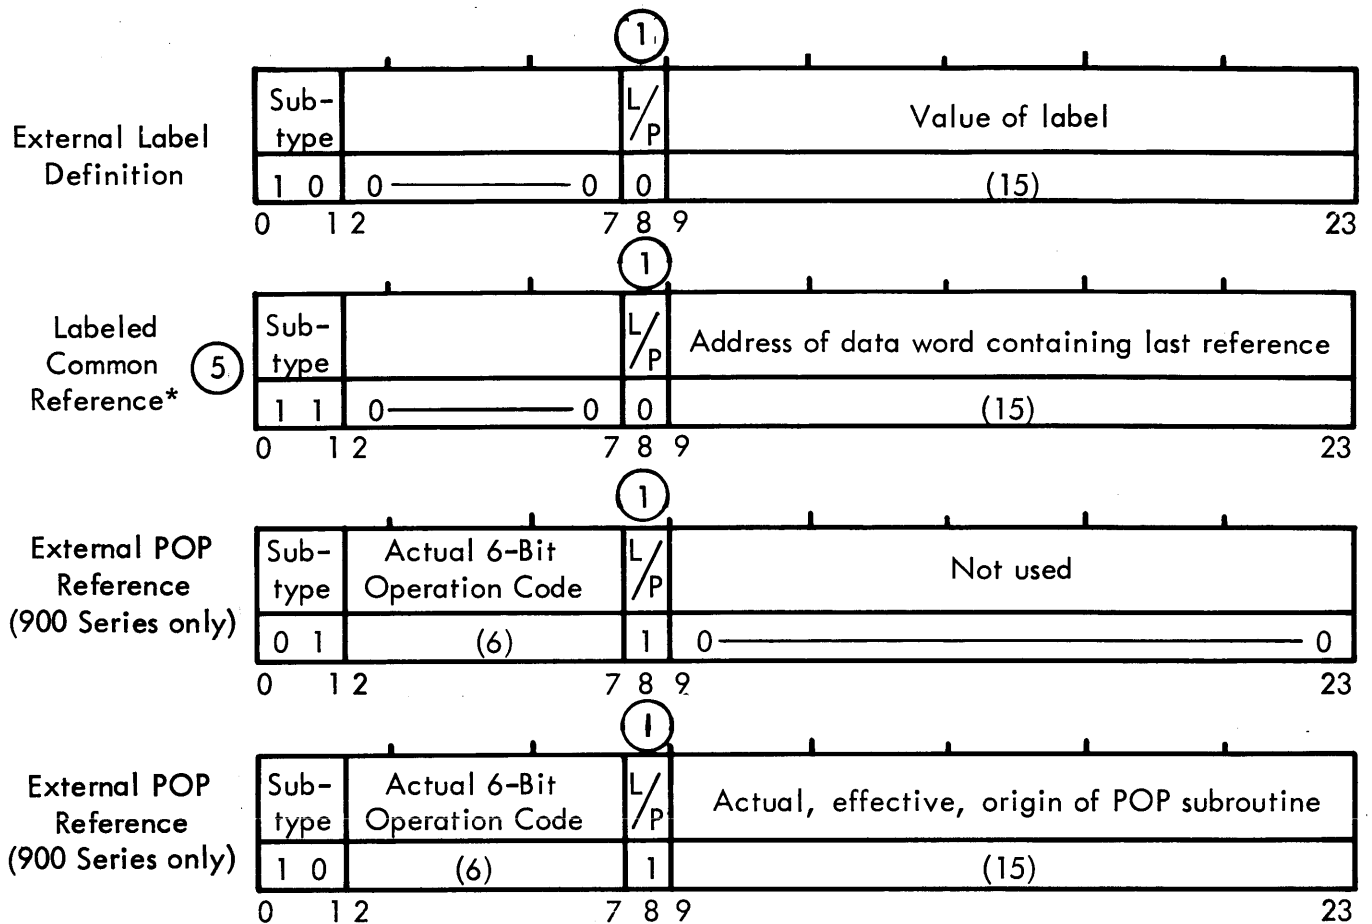 1
External Label
Definition
Sub-
type
L/P
Value of label
1 0 0 0 0 (15)
0 1 2 7 8 9 23
1
Labeled
Common
Reference*
5
Sub-
type
L/P
Address of data word containing last reference
1 1 0 0 0 (15)
0 1 2 7 8 9 23
1
External POP
Reference
(900 Series only)
Sub-
type
Actual 6-Bit
Operation Code
L/P
Not used
0 1 (6) 1 0 0
0 1 2 7 8 9 23
1
External POP
Reference
(900 Series only)
Sub-
type
Actual 6-Bit
Operation Code
L/P
Actual, effective, origin of POP subroutine
1 0 (6) 1 (15)
0 1 2 7 8 9 23